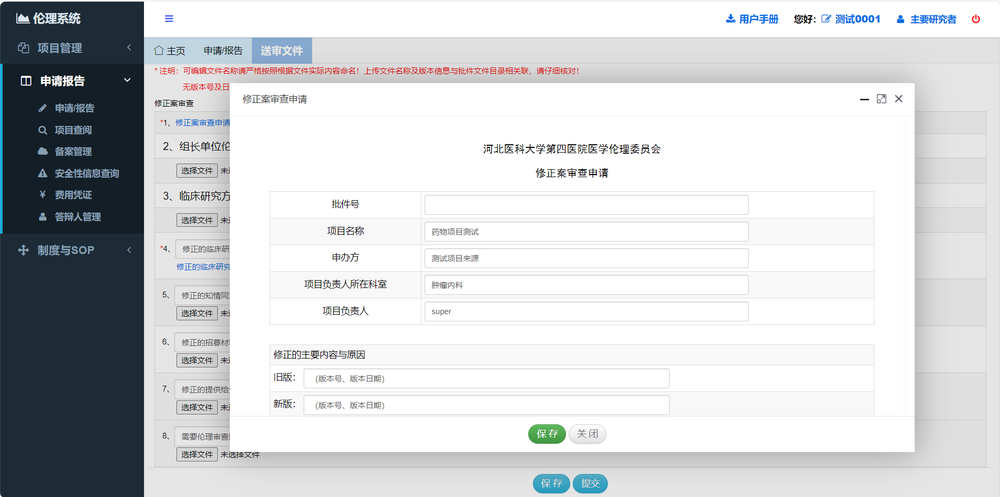 伦理系统
用户手册 您好: 测试0001 主要研究者
项目管理
申请报告
申请/报告
项目查阅
备案管理
安全性信息查询
¥ 费用凭证
答辩人管理
制度与SOP
主页 申请/报告 送审文件
* 注明：可编辑文件名称请严格按照根据文件实际内容命名！上传文件名称及版本信息与批件文件目录相关联，请仔细核对！
无版本号及日
修正案审查
*1、修正案审查申请
2、组长单位伦
选择文件 未选
3、临床研究方
选择文件 未选
*4、 修正的临床研
修正的临床研究
5、 修正的知情同意
选择文件 未选
6、 修正的招募材料
选择文件 未选
7、 修正的提供给
选择文件 未选
8、 需要伦理审查
选择文件 未选择文件
保存 提交
修正案审查申请
河北医科大学第四医院医学伦理委员会
修正案审查申请
批件号
项目名称 药物项目测试
申办方 测试项目来源
项目负责人所在科室 肿瘤内科
项目负责人 super
修正的主要内容与原因
旧版： (版本号、版本日期)
新版： (版本号、版本日期)
保存 关闭